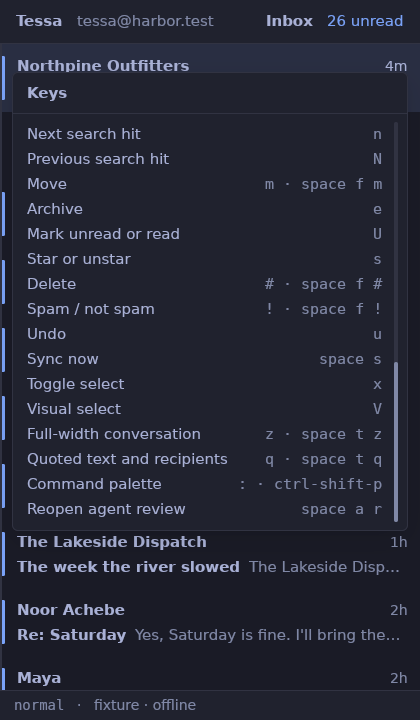 Tessa tessa@harbor.test Inbox 26 unread
Northpine Outfitters 4m
Keys
Next search hit n
Previous search hit N
Move m · space f m
Archive e
Mark unread or read U
Star or unstar s
Delete # · space f #
Spam / not spam ! · space f !
Undo u
Sync now space s
Toggle select x
Visual select V
Full-width conversation z · space t z
Quoted text and recipients q · space t q
Command palette : · ctrl-shift-p
Reopen agent review space a r
The Lakeside Dispatch 1h
The week the river slowed The Lakeside Disp…
Noor Achebe 2h
Re: Saturday Yes, Saturday is fine. I'll bring the…
Maya 2h
normal · fixture · offline